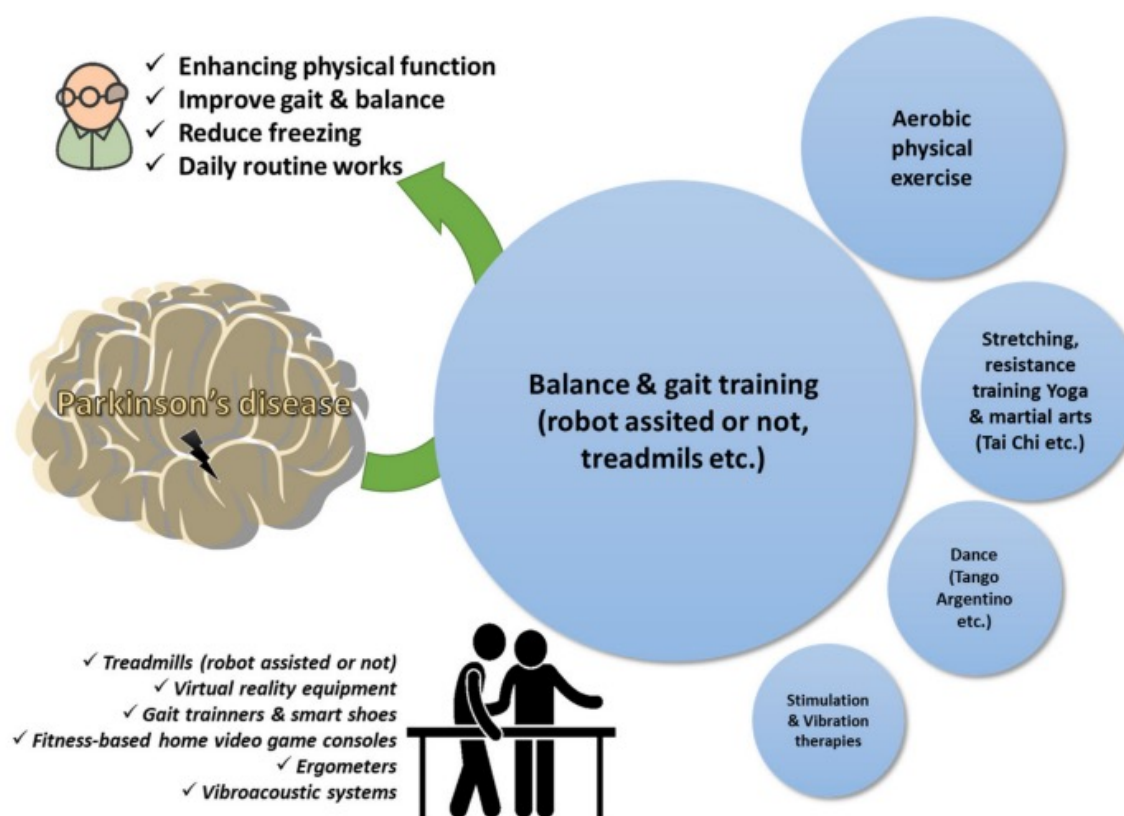 ✓ Enhancing physical function
✓ Improve gait & balance
✓ Reduce freezing
✓ Daily routine works
Aerobic
physical
exercise
Parkinson's disease
Balance & gait training
(robot assited or not,
treadmils etc.)
Stretching,
resistance
training Yoga
& martial arts
(Tai Chi etc.)
Dance
(Tango
Argentino
etc.)
Stimulation
& Vibration
therapies
✓ Treadmills (robot assisted or not)
✓ Virtual reality equipment
✓ Gait trainners & smart shoes
✓ Fitness-based home video game consoles
✓ Ergometers
✓ Vibroacoustic systems